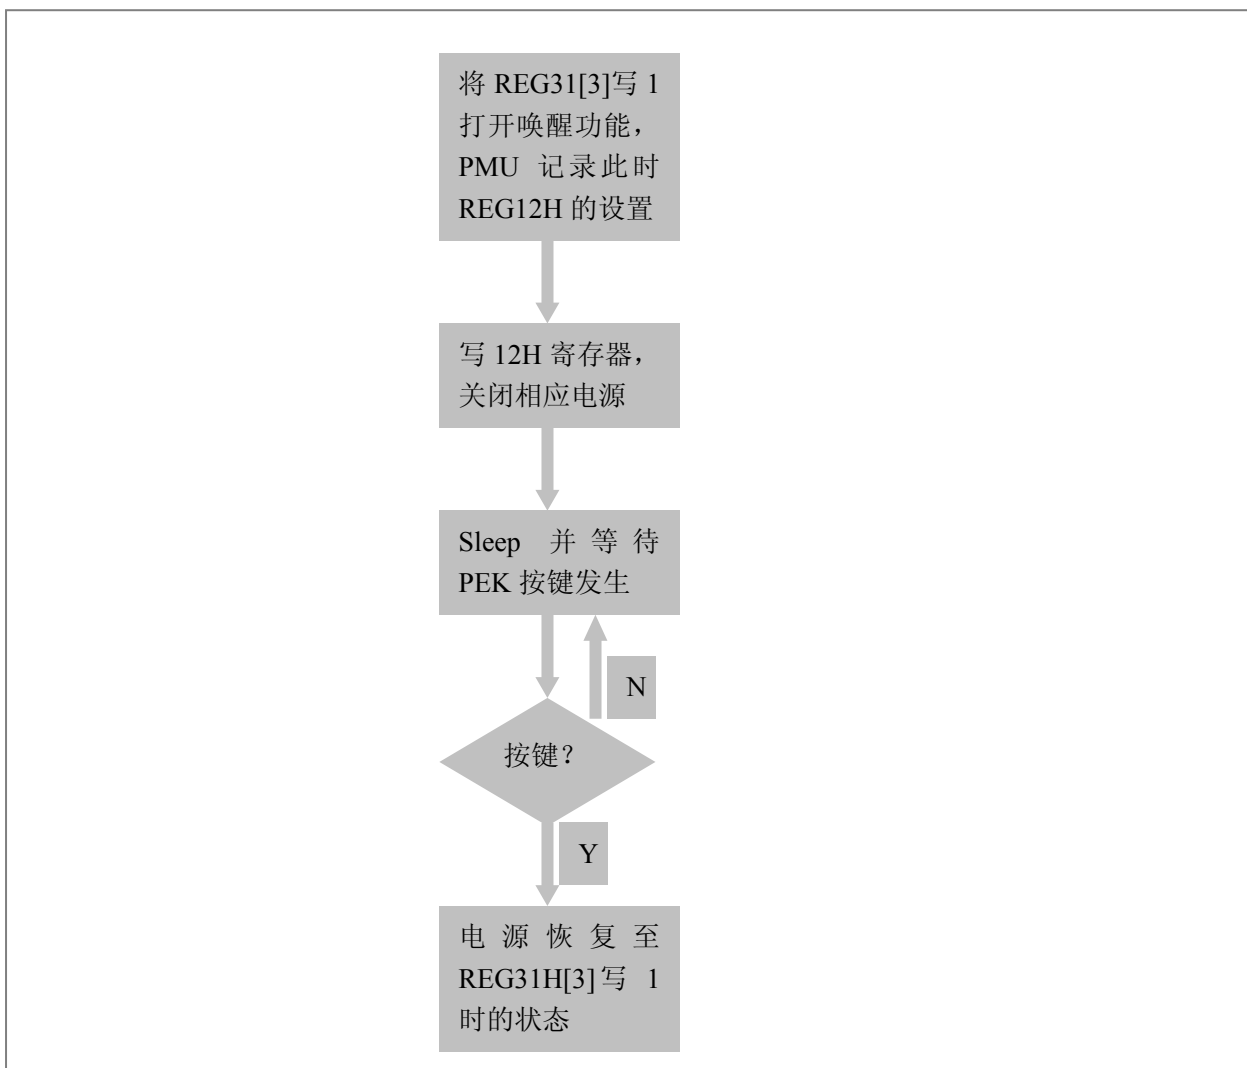 将 REG31[3]写 1
打开唤醒功能，
PMU 记录此时
REG12H 的设置
写 12H 寄存器，
关闭相应电源
Sleep 并等待
PEK 按键发生
N
按键？
Y
电源恢复至
REG31H[3]写 1
时的状态